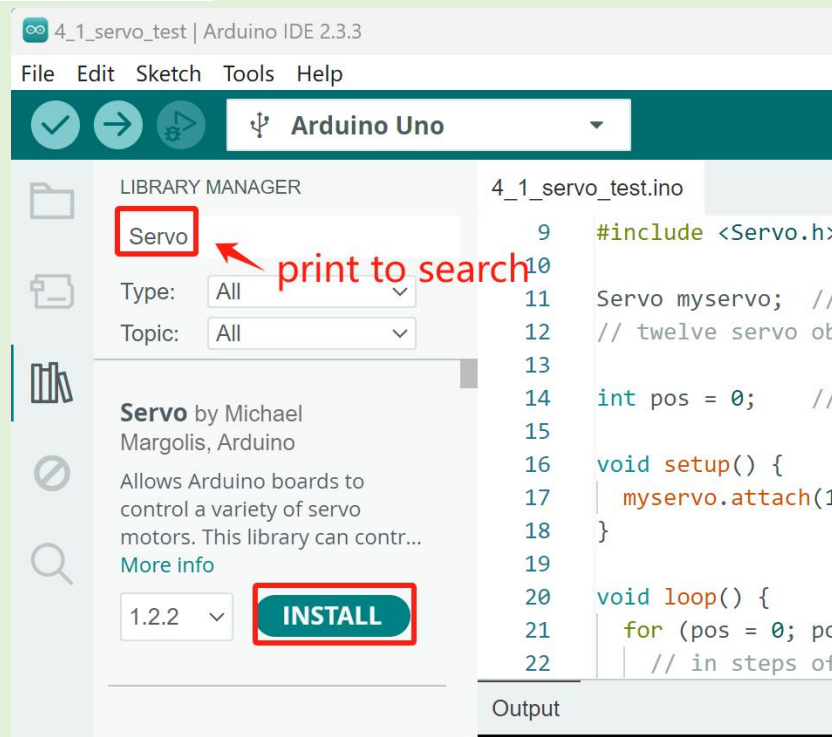 4_1_servo_test | Arduino IDE 2.3.3
File Edit Sketch Tools Help
Arduino Uno
LIBRARY MANAGER
Servo
print to search
Type: All
Topic: All
Servo by Michael
Margolis, Arduino
Allows Arduino boards to
control a variety of servo
motors. This library can contr...
More info
1.2.2
INSTALL
4_1_servo_test.ino
9 #include <Servo.h>
10
11 Servo myservo; //
12 // twelve servo ob
13
14 int pos = 0; //
15
16 void setup() {
17 myservo.attach(1
18 }
19
20 void loop() {
21 for (pos = 0; po
22 // in steps of
Output